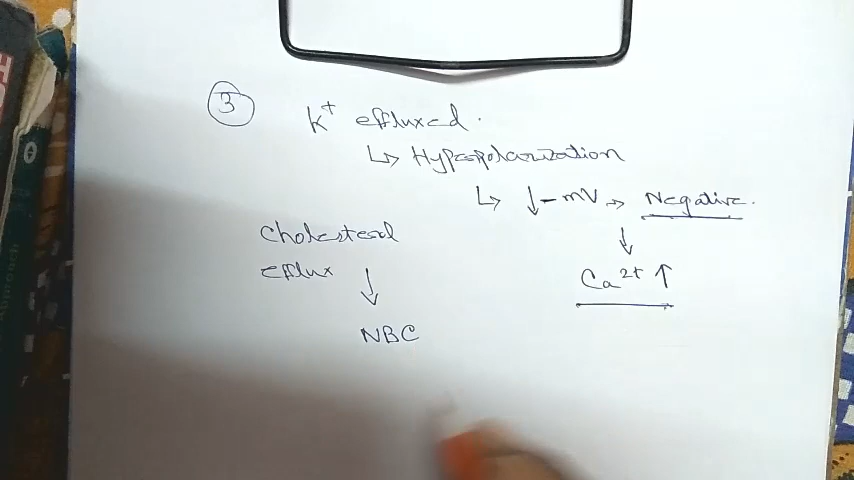 3
K+ effluxed.
↳ Hyperpolarization
↳ ↓ -mV → Negative.
↓
Ca2+ ↑
Cholesterol
efflux
↓
NBC